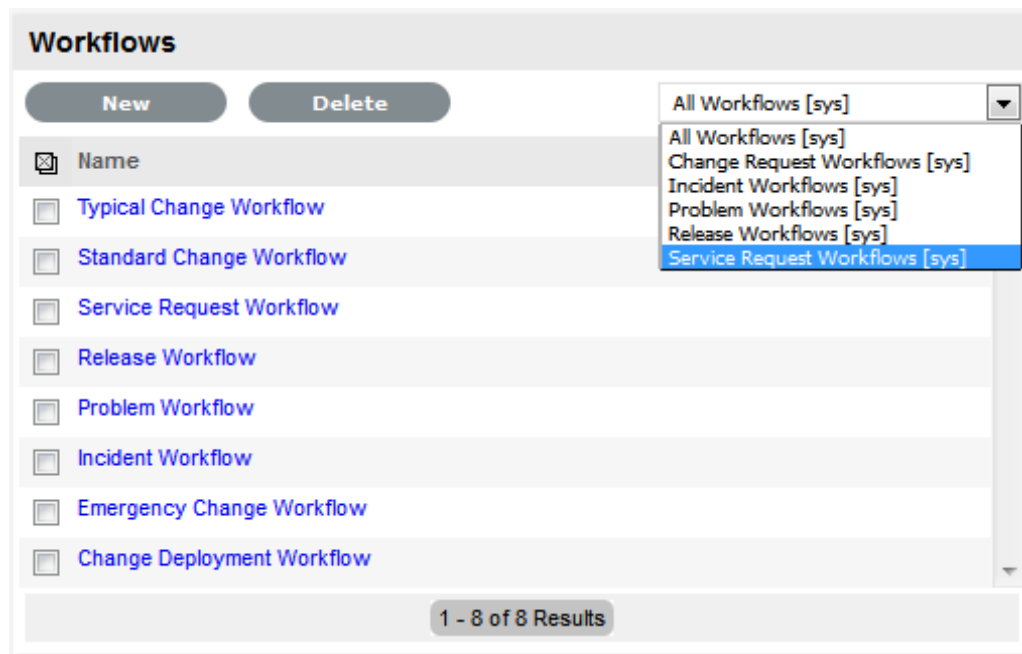 Workflows
New Delete All Workflows [sys]
All Workflows [sys]
Change Request Workflows [sys]
Incident Workflows [sys]
Problem Workflows [sys]
Release Workflows [sys]
Service Request Workflows [sys]
Name
Typical Change Workflow
Standard Change Workflow
Service Request Workflow
Release Workflow
Problem Workflow
Incident Workflow
Emergency Change Workflow
Change Deployment Workflow
1 - 8 of 8 Results